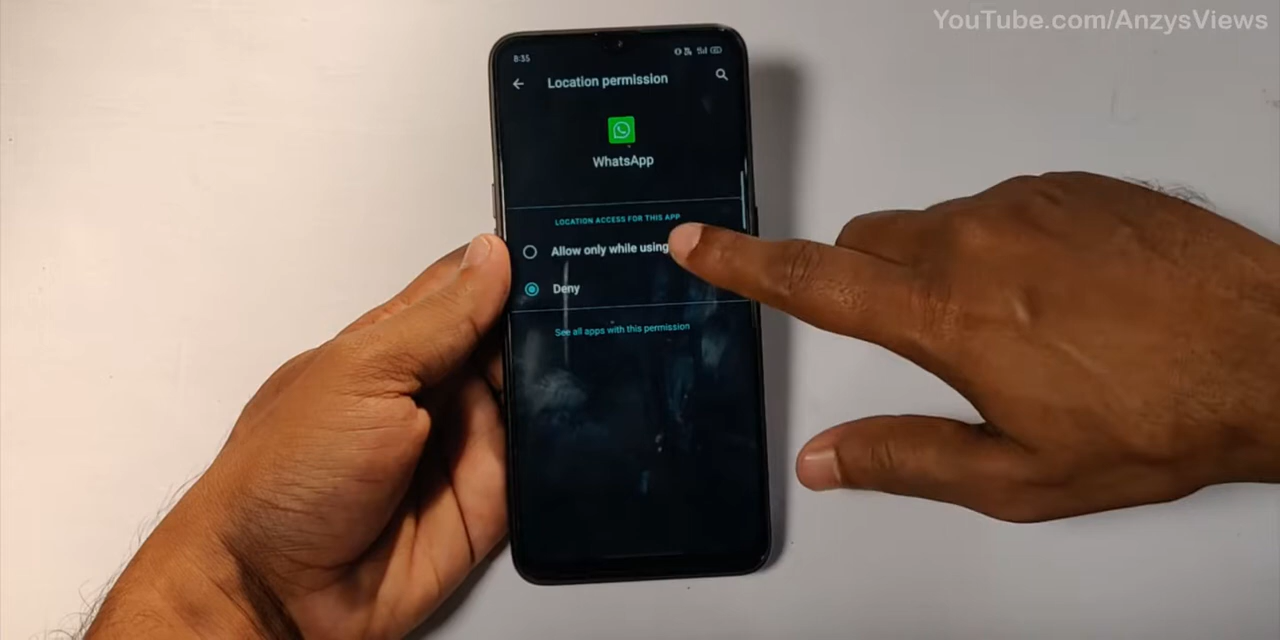 YouTube.com/AnzysViews
8:35
Location permission
WhatsApp
LOCATION ACCESS FOR THIS APP
Allow only while using
Deny
See all apps with this permission